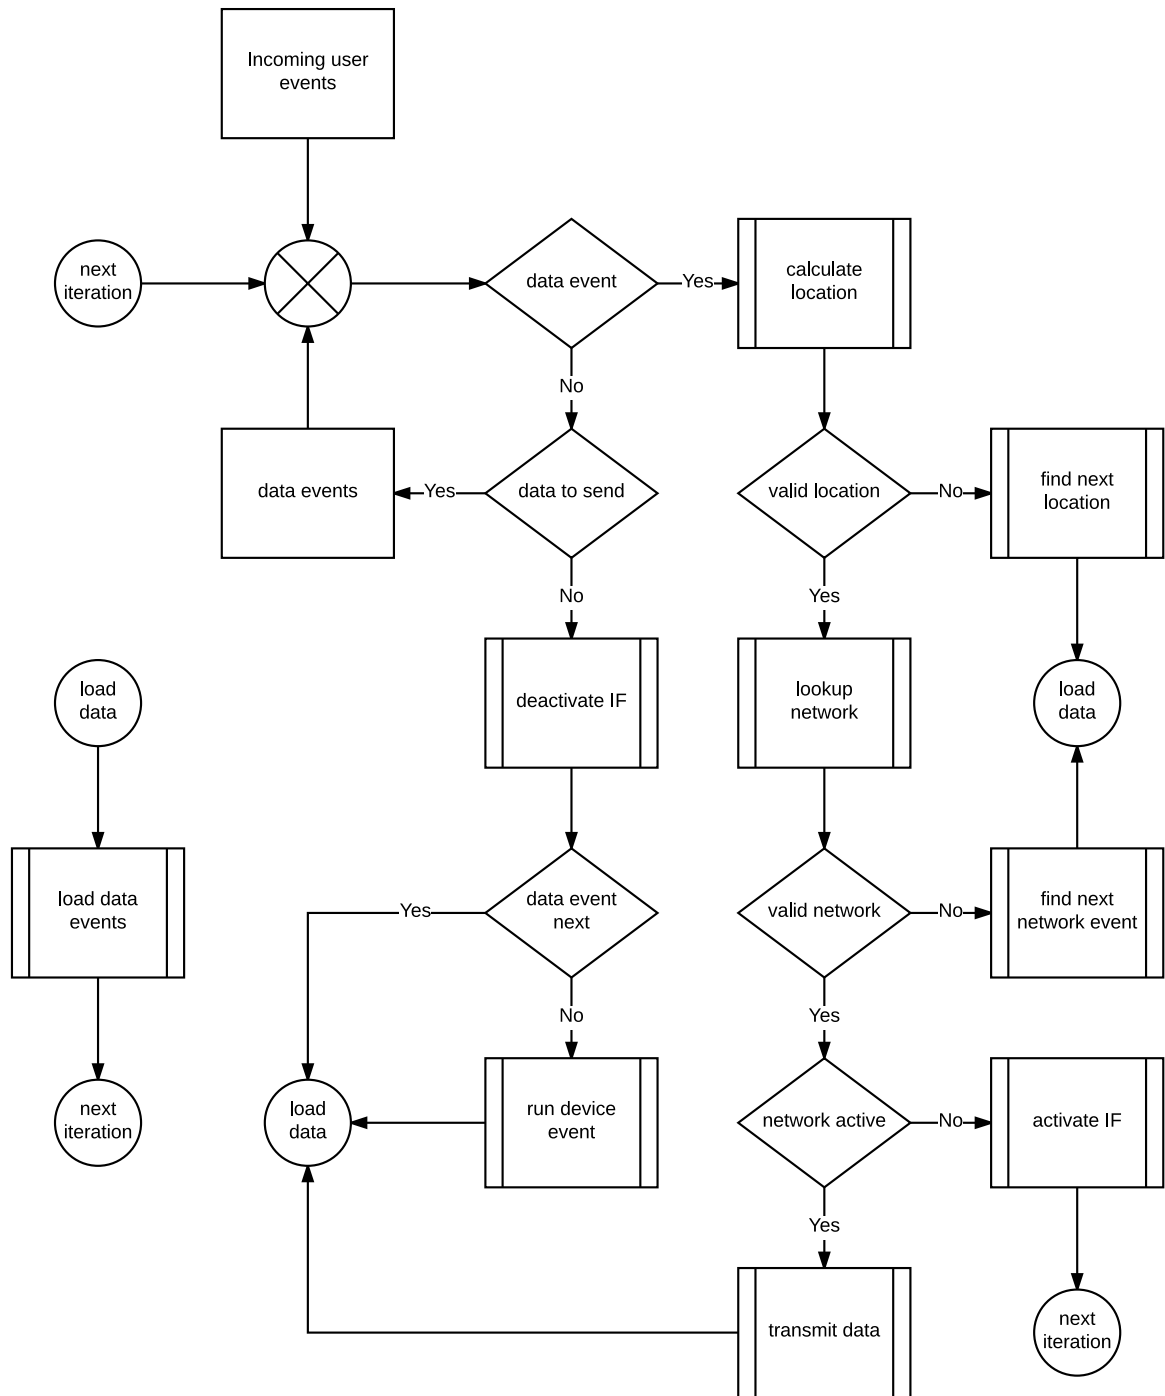 Incoming user
events
next
iteration
data event
Yes
calculate
location
No
data events
Yes
data to send
valid location
No
find next
location
No
Yes
load
data
deactivate IF
lookup
network
load
data
load data
events
Yes
data event
next
valid network
No
find next
network event
No
Yes
next
iteration
load
data
run device
event
network active
No
activate IF
Yes
transmit data
next
iteration